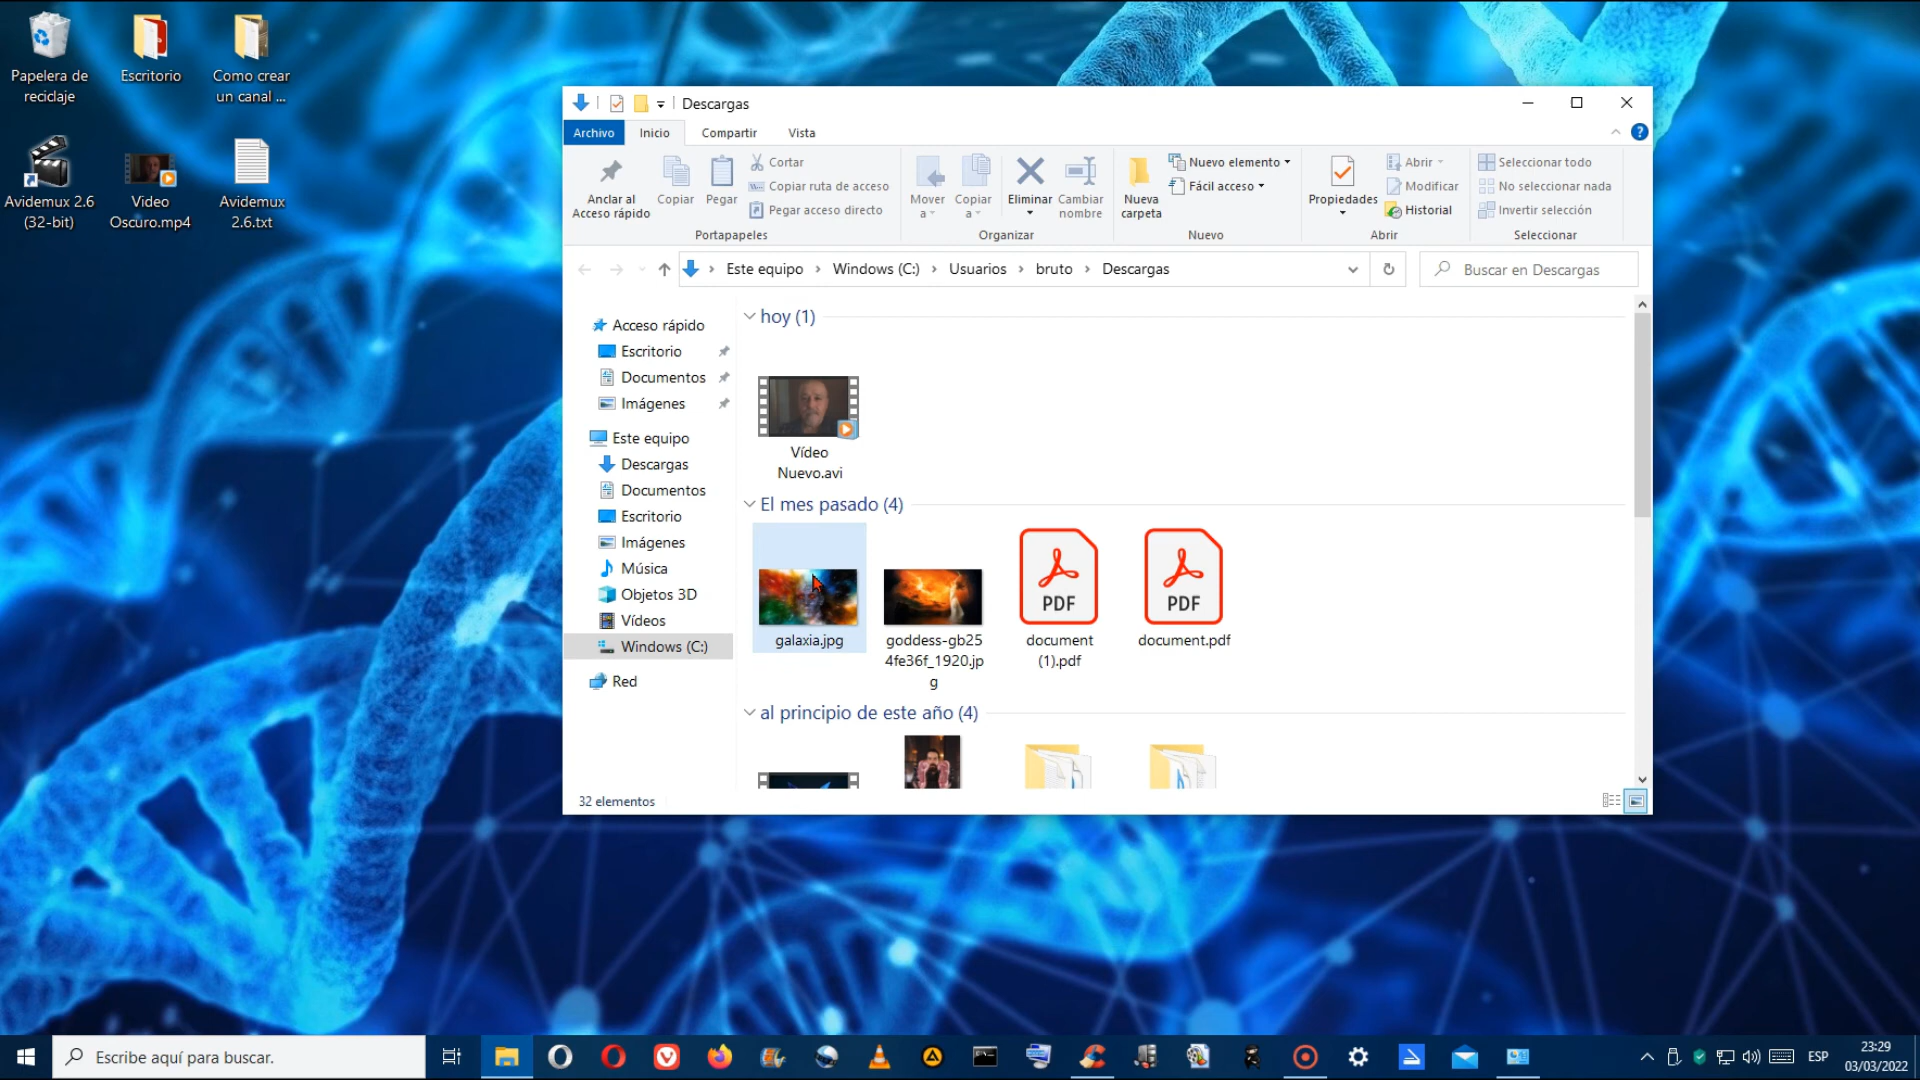 Papelera de
reciclaje
Escritorio
Como crear
un canal ...
Avidemux 2.6
(32-bit)
Video
Oscuro.mp4
Avidemux
2.6.txt
Descargas
Archivo
Inicio
Compartir
Vista
Anclar al
Acceso rápido
Copiar
Pegar
Cortar
Copiar ruta de acceso
Pegar acceso directo
Portapapeles
Mover
a
Copiar
a
Eliminar
Cambiar
nombre
Organizar
Nueva
carpeta
Nuevo elemento
Fácil acceso
Nuevo
Propiedades
Abrir
Modificar
Historial
Abrir
Seleccionar todo
No seleccionar nada
Invertir selección
Seleccionar
Este equipo > Windows (C:) > Usuarios > bruto > Descargas
Buscar en Descargas
Acceso rápido
Escritorio
Documentos
Imágenes
Este equipo
Descargas
Documentos
Escritorio
Imágenes
Música
Objetos 3D
Vídeos
Windows (C:)
Red
hoy (1)
Vídeo
Nuevo.avi
El mes pasado (4)
galaxia.jpg
goddess-gb25
4fe36f_1920.jp
g
PDF
document
(1).pdf
PDF
document.pdf
al principio de este año (4)
32 elementos
Escribe aquí para buscar.
ESP
23:29
03/03/2022